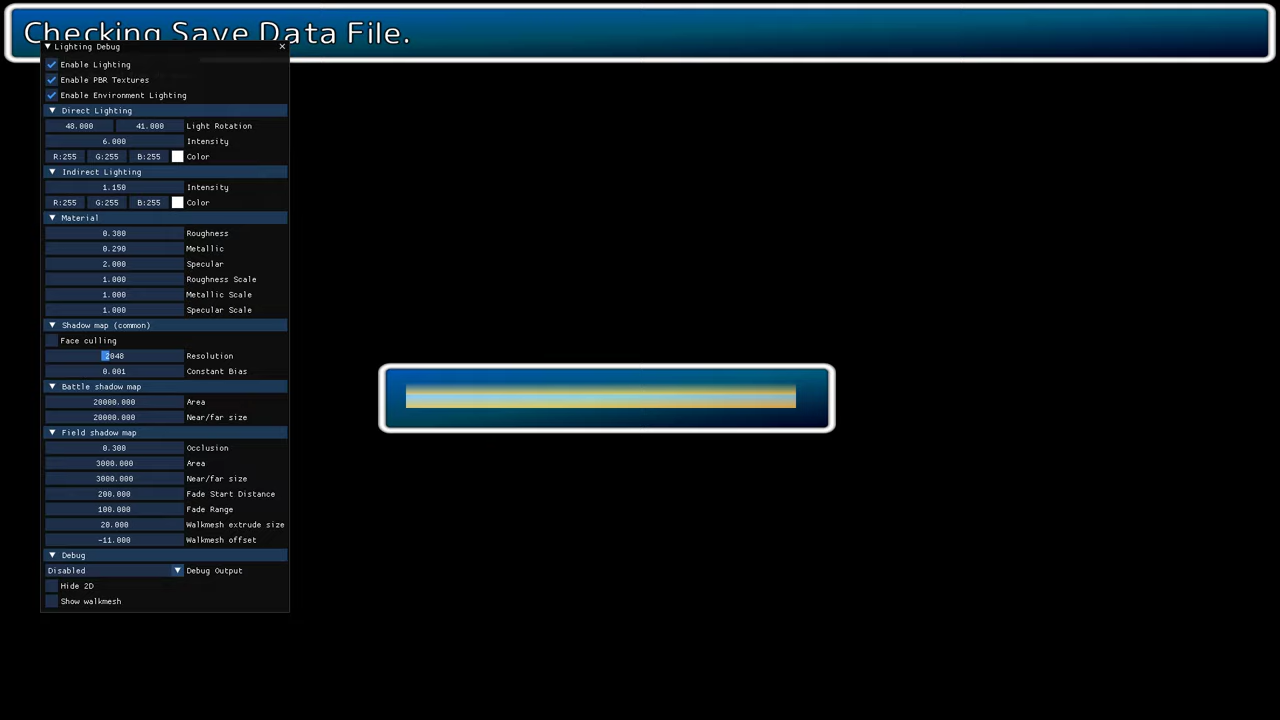 Checking Save Data File.
Lighting Debug
Enable Lighting
Enable PBR Textures
Enable Environment Lighting
Direct Lighting
48.000 41.000 Light Rotation
6.000 Intensity
R:255 G:255 B:255 Color
Indirect Lighting
1.150 Intensity
R:255 G:255 B:255 Color
Material
0.380 Roughness
0.290 Metallic
2.000 Specular
1.000 Roughness Scale
1.000 Metallic Scale
1.000 Specular Scale
Shadow map (common)
Face culling
2048 Resolution
0.001 Constant Bias
Battle shadow map
20000.000 Area
20000.000 Near/far size
Field shadow map
0.300 Occlusion
3000.000 Area
3000.000 Near/far size
200.000 Fade Start Distance
100.000 Fade Range
20.000 Walkmesh extrude size
-11.000 Walkmesh offset
Debug
Disabled Debug Output
Hide 2D
Show walkmesh